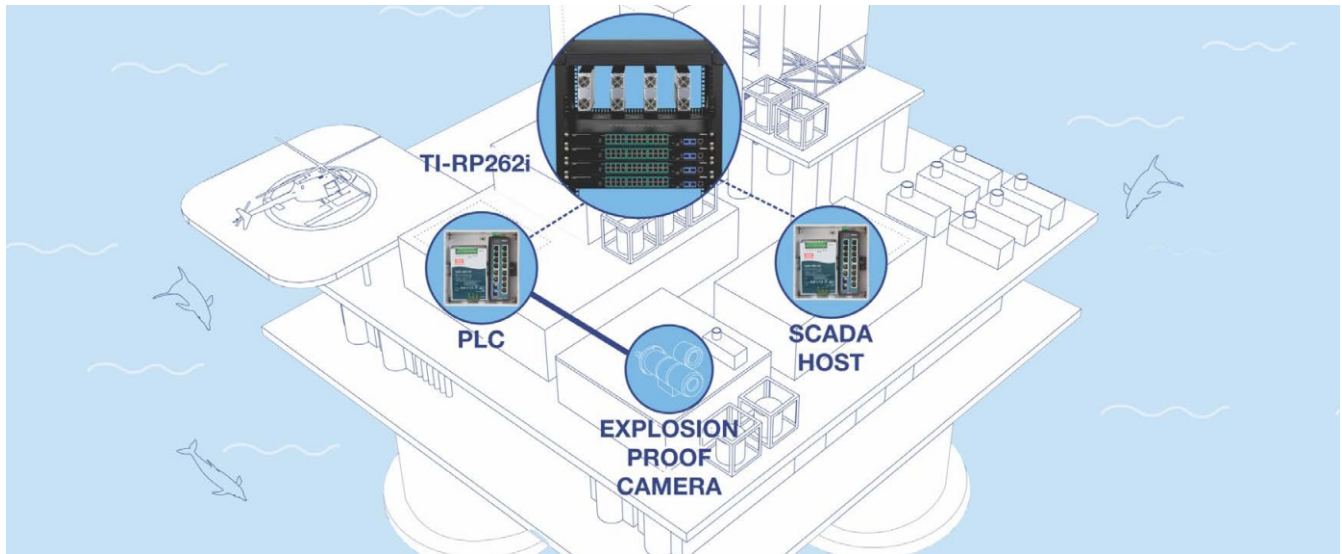 TI-RP262i
PLC
SCADA
HOST
EXPLOSION
PROOF
CAMERA